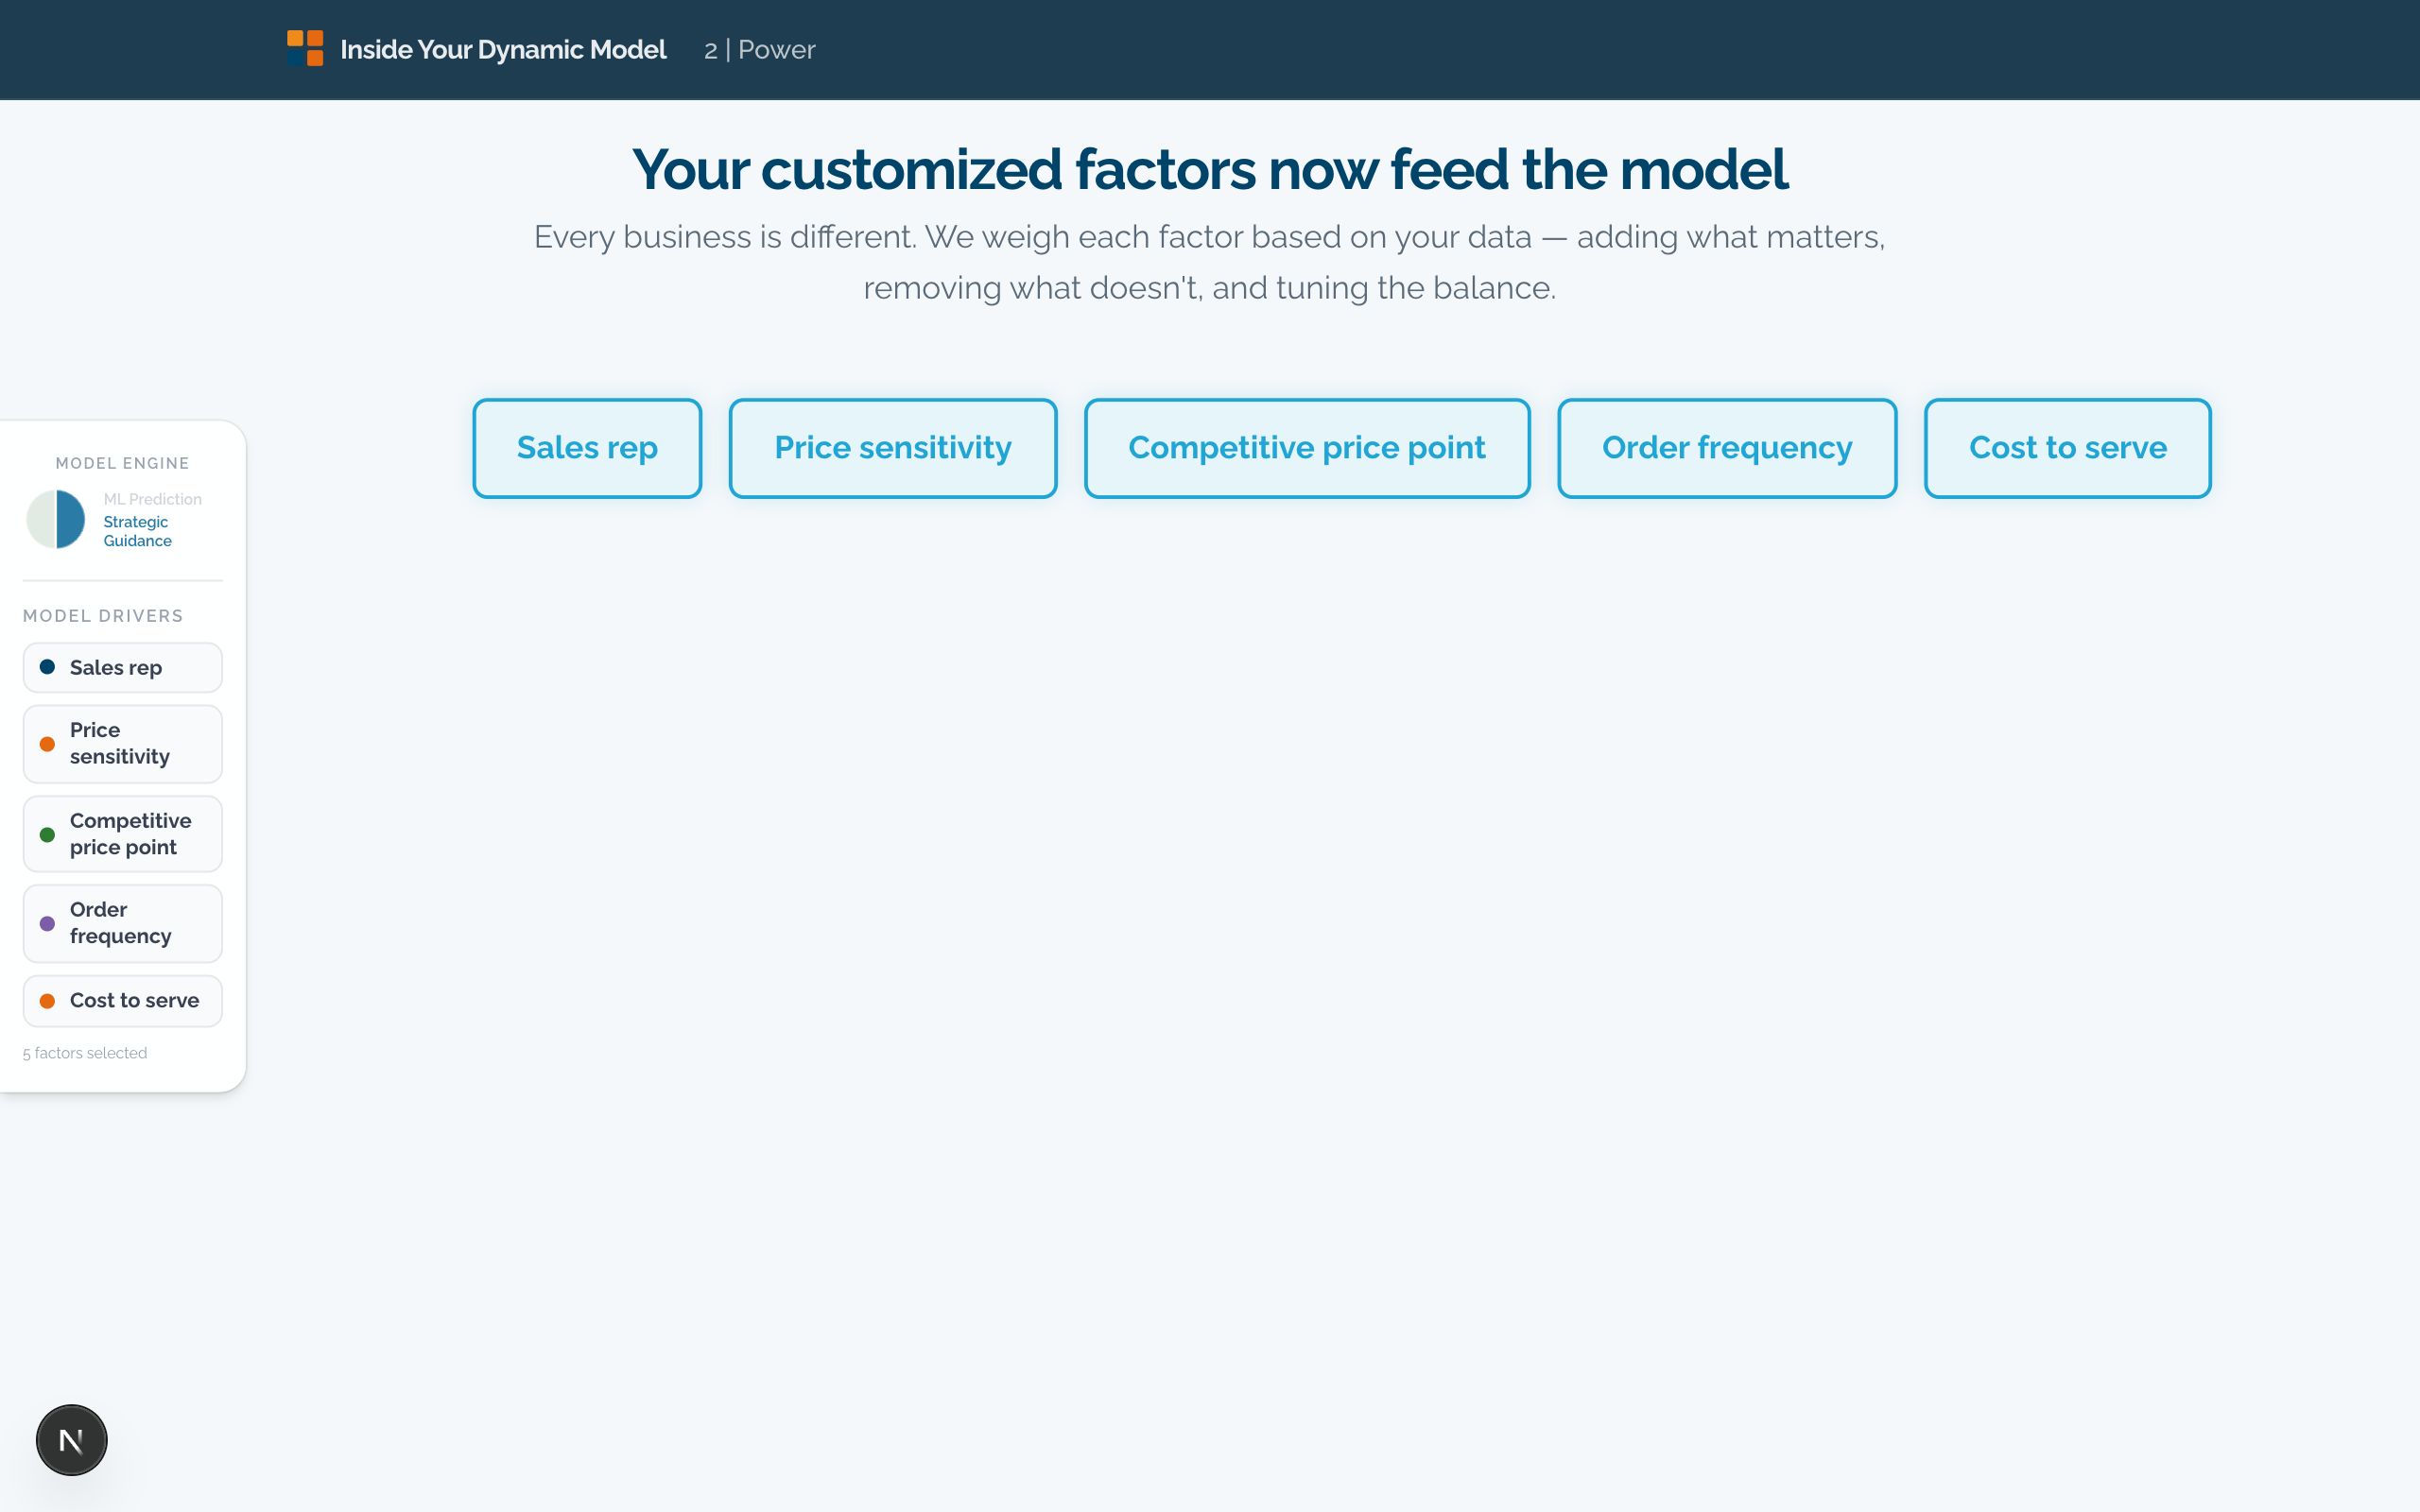 Inside Your Dynamic Model
2 | Power
Your customized factors now feed the model
Every business is different. We weigh each factor based on your data — adding what matters,
removing what doesn't, and tuning the balance.
Sales rep
Price sensitivity
Competitive price point
Order frequency
Cost to serve
MODEL ENGINE
ML Prediction
Strategic
Guidance
MODEL DRIVERS
Sales rep
Price
sensitivity
Competitive
price point
Order
frequency
Cost to serve
5 factors selected
N